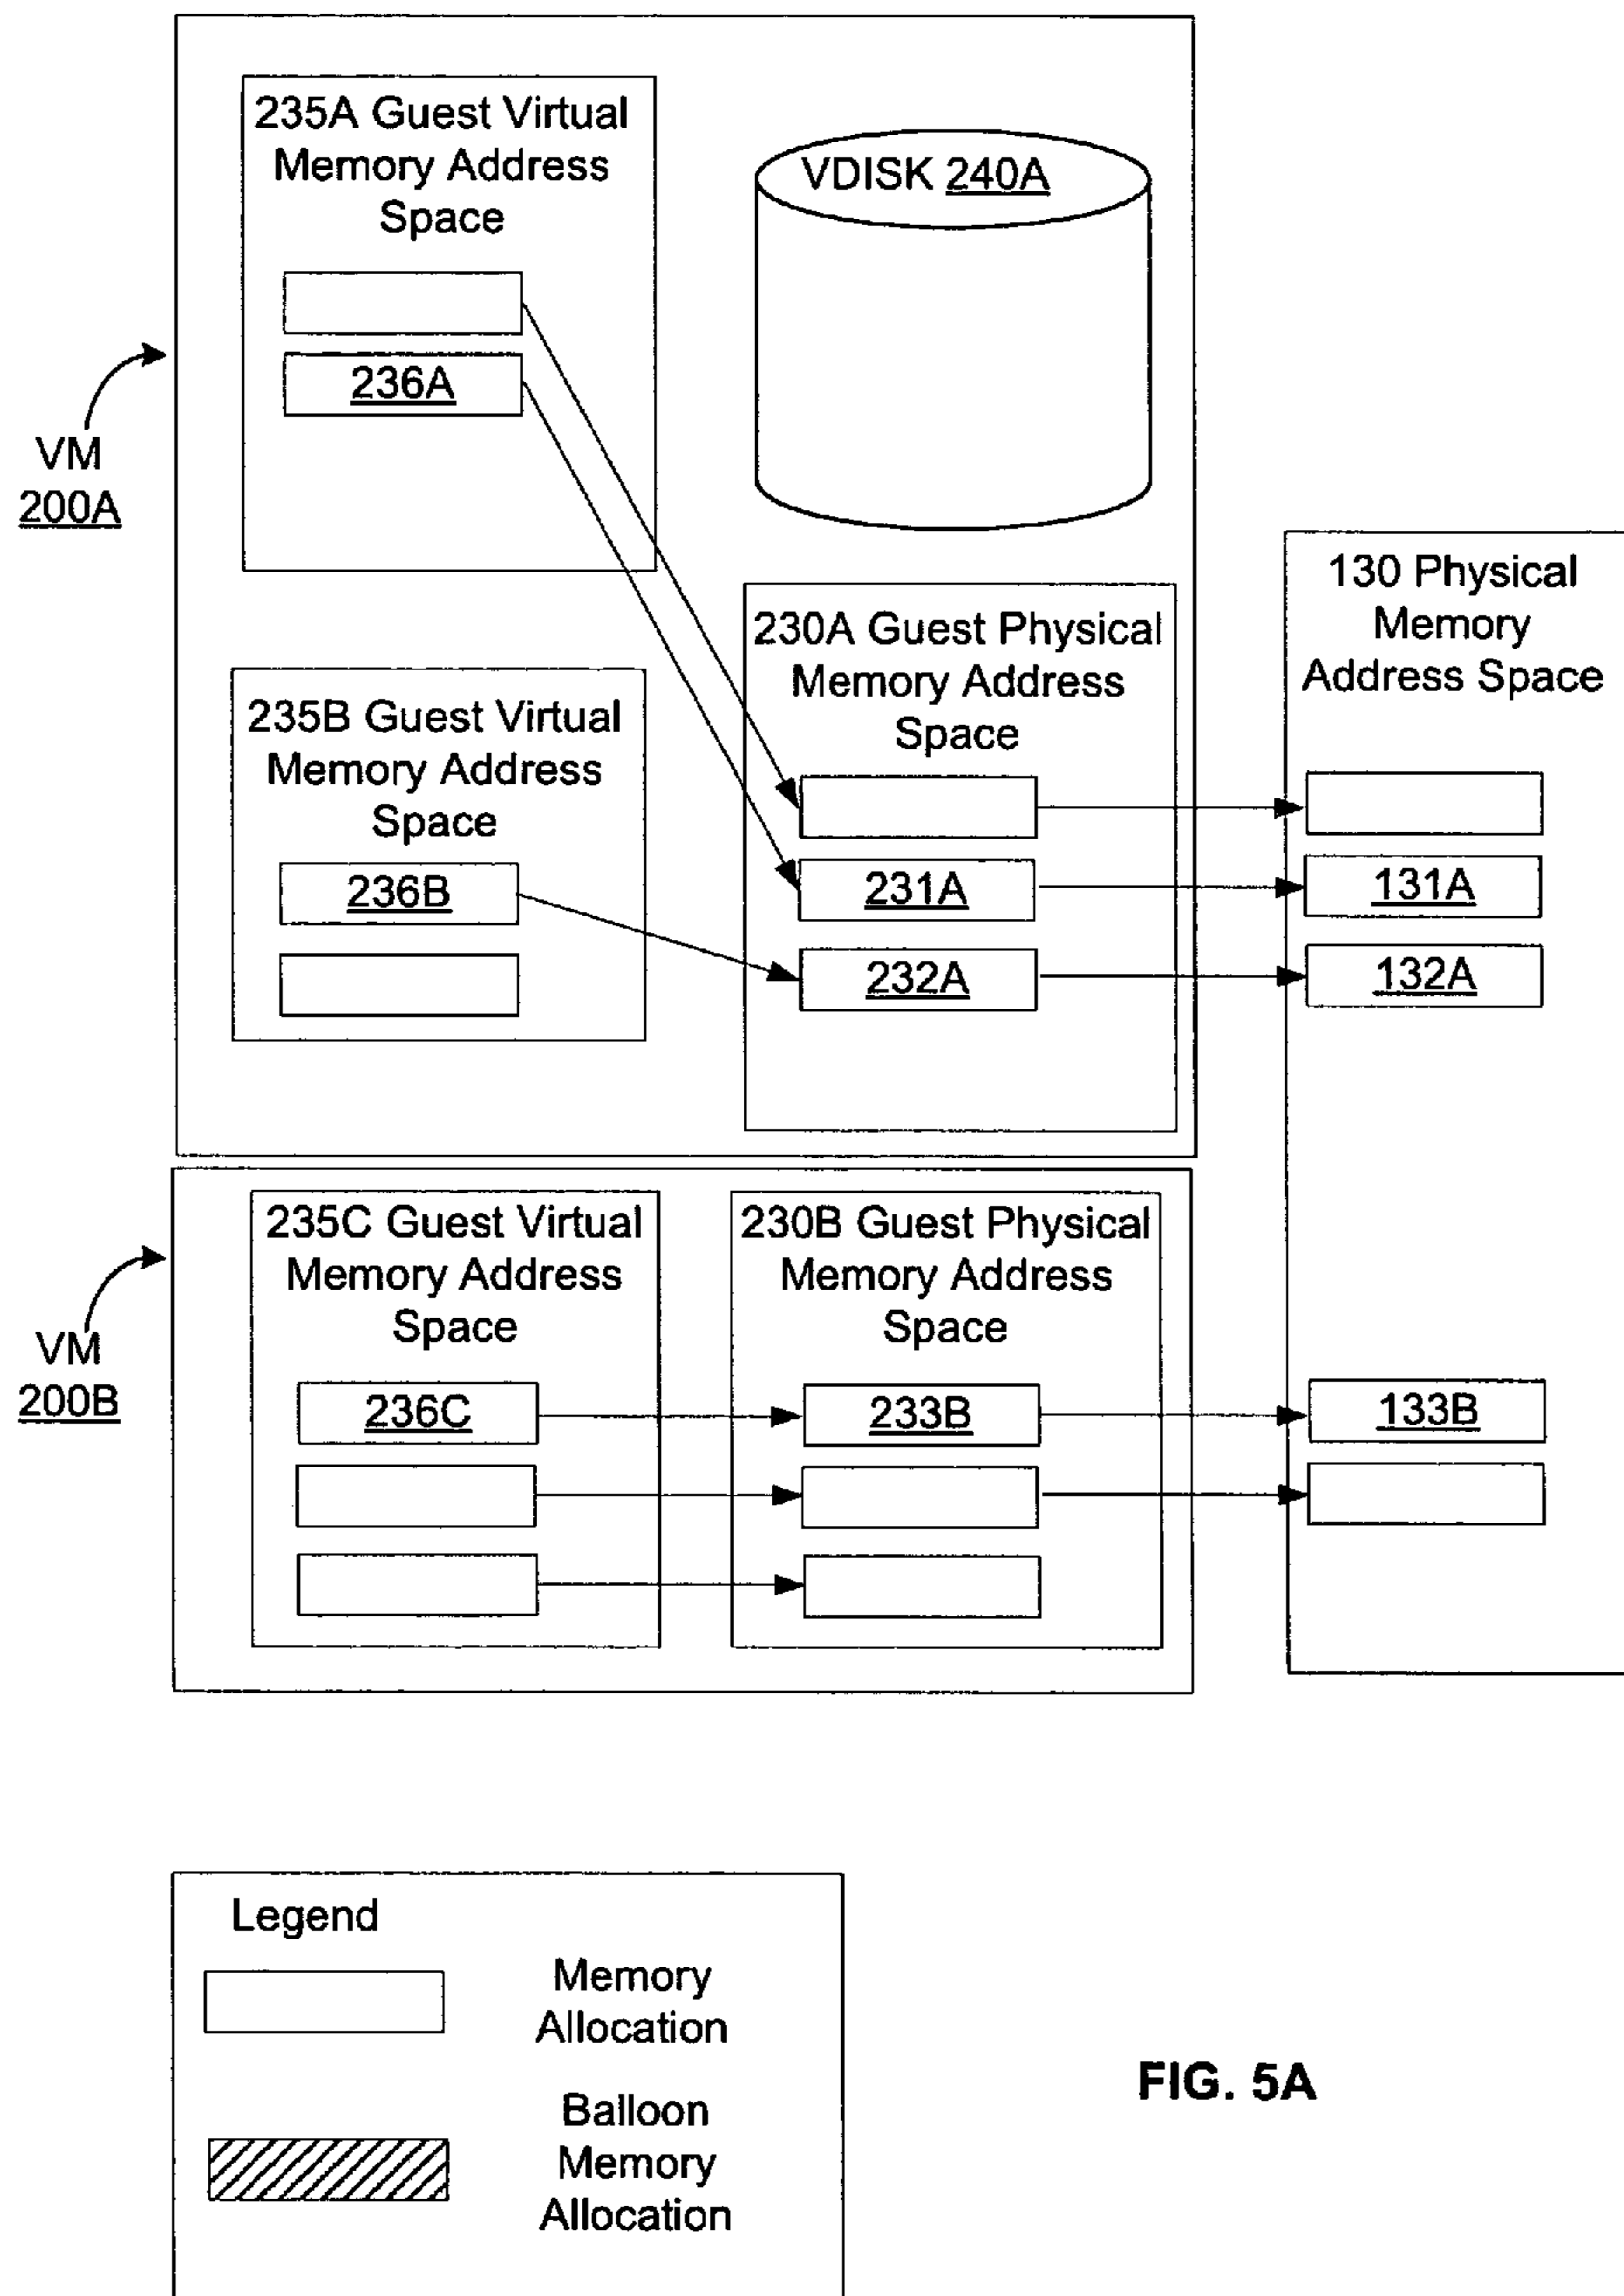 235A Guest Virtual
Memory Address
Space
VDISK 240A
236A
VM
200A
130 Physical
Memory
Address Space
230A Guest Physical
Memory Address
Space
235B Guest Virtual
Memory Address
Space
236B
231A
131A
232A
132A
235C Guest Virtual
Memory Address
Space
230B Guest Physical
Memory Address
Space
VM
200B
236C
233B
133B
Legend
Memory
Allocation
Balloon
Memory
Allocation
FIG. 5A